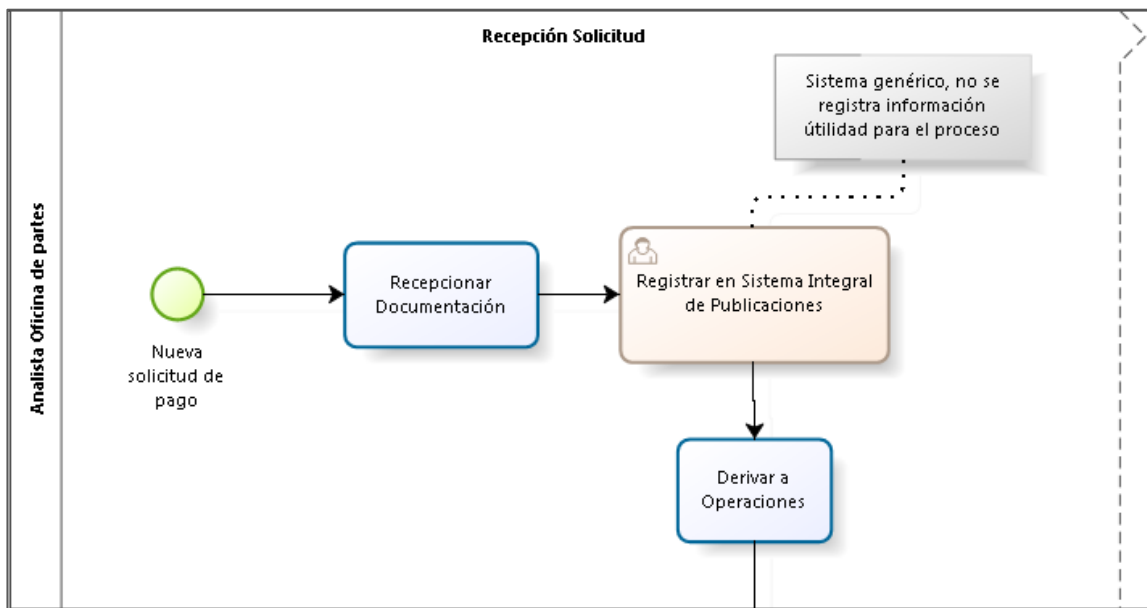 Recepción Solicitud
Sistema genérico, no se
registra información
útilidad para el proceso
Analista Oficina de partes
Recepcionar
Documentación
Registrar en Sistema Integral
de Publicaciones
Nueva
solicitud de
pago
Derivar a
Operaciones